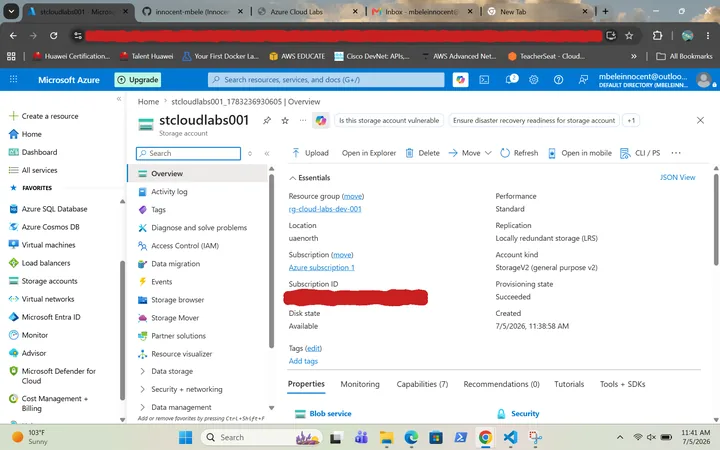 stcloudlabs001 - Micros...
innocent-mbele (Innoce
Azure Cloud Labs
Inbox - mbeleinnocent@
New Tab
Huawei Certification...
Talent Huawei
Your First Docker La...
AWS EDUCATE
Cisco DevNet: APIs,...
AWS Advanced Net...
TeacherSeat - Cloud...
All Bookmarks
Microsoft Azure
Upgrade
Search resources, services, and docs (G+/)
2
mbeleinnocent@outloo...
DEFAULT DIRECTORY (MBELEINN...
Create a resource
Home
Dashboard
All services
FAVORITES
Azure SQL Database
Azure Cosmos DB
Virtual machines
Load balancers
Storage accounts
Virtual networks
Microsoft Entra ID
Monitor
Advisor
Microsoft Defender for
Cloud
Cost Management +
Billing
Home > stcloudlabs001_1783236930605 | Overview >
stcloudlabs001
Storage account
Is this storage account vulnerable
Ensure disaster recovery readiness for storage account
+1
Search
Overview
Activity log
Tags
Diagnose and solve problems
Access Control (IAM)
Data migration
Events
Storage browser
Storage Mover
Partner solutions
Resource visualizer
Data storage
Security + networking
Data management
Add or remove favorites by pressing Ctrl+Shift+F
Upload
Open in Explorer
Delete
Move
Refresh
Open in mobile
CLI / PS
Essentials
JSON View
Resource group (move)
rg-cloud-labs-dev-001
Location
uaenorth
Subscription (move)
Azure subscription 1
Subscription ID
Disk state
Available
Performance
Standard
Replication
Locally redundant storage (LRS)
Account kind
StorageV2 (general purpose v2)
Provisioning state
Succeeded
Created
7/5/2026, 11:38:58 AM
Tags (edit)
Add tags
Properties
Monitoring
Capabilities (7)
Recommendations (0)
Tutorials
Tools + SDKs
Blob service
Security
103°F
Sunny
Search
11:41 AM
7/5/2026